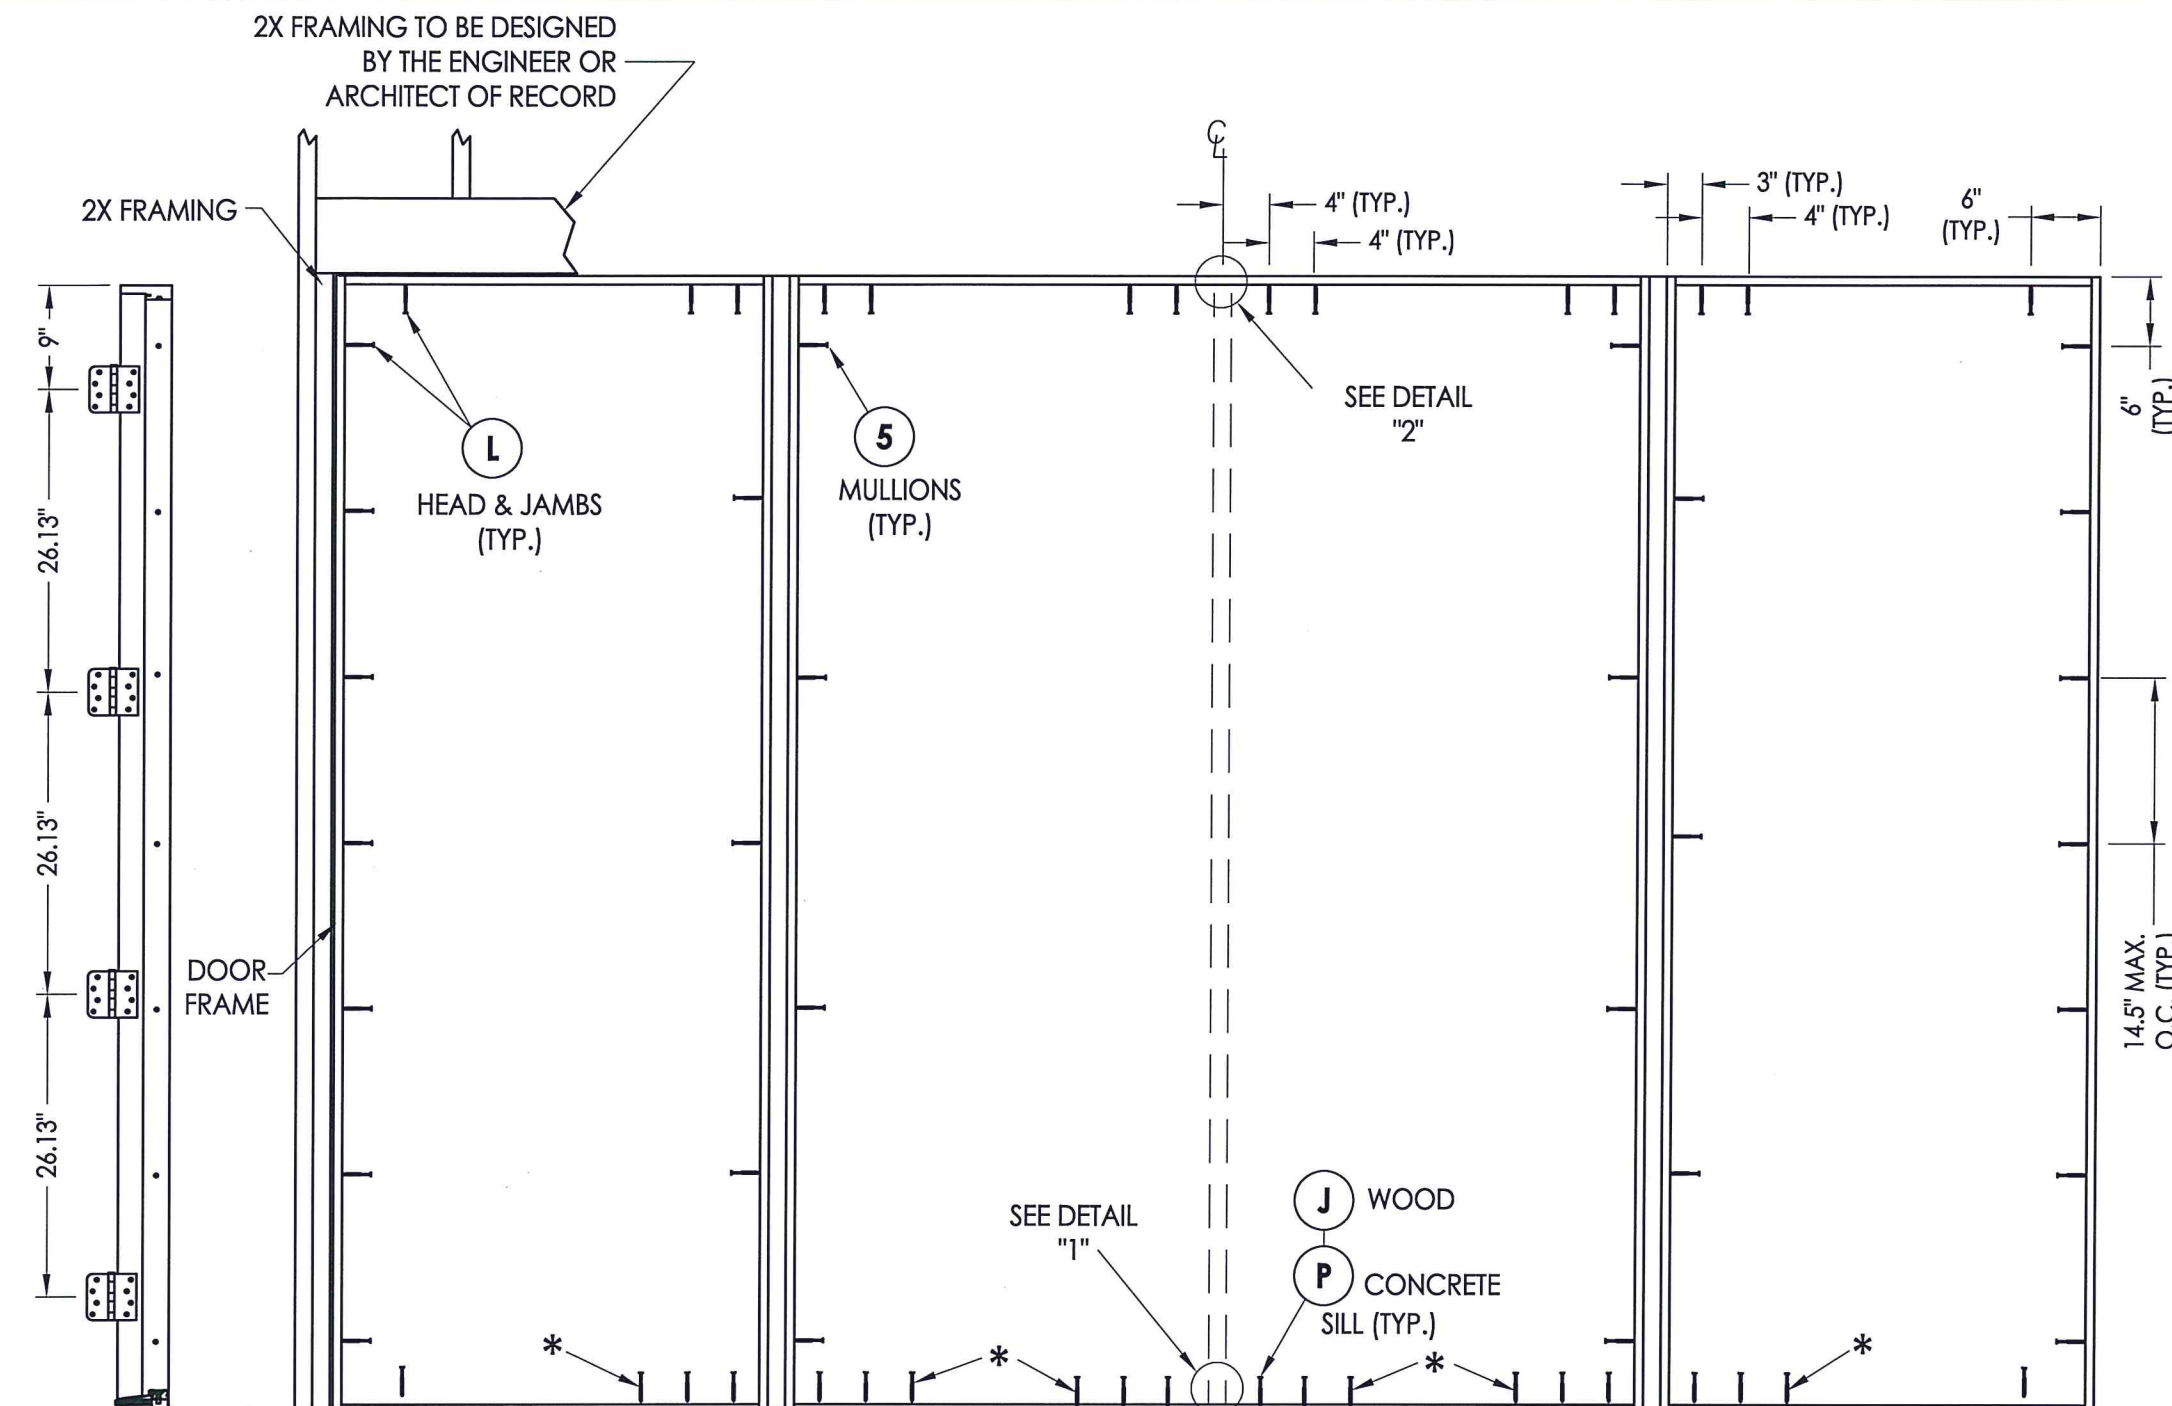 2X FRAMING TO BE DESIGNED
BY THE ENGINEER OR
ARCHITECT OF RECORD
2X FRAMING
C
L
4" (TYP.)
4" (TYP.)
3" (TYP.)
4" (TYP.)
6"
(TYP.)
9"
6"
(TYP.)
SEE DETAIL
"2"
L
HEAD & JAMBS
(TYP.)
5
MULLIONS
(TYP.)
26.13"
26.13"
DOOR
FRAME
14.5" MAX.
O.C. (TYP.)
26.13"
SEE DETAIL
"1"
J WOOD
P CONCRETE
SILL (TYP.)
*
*
*
*